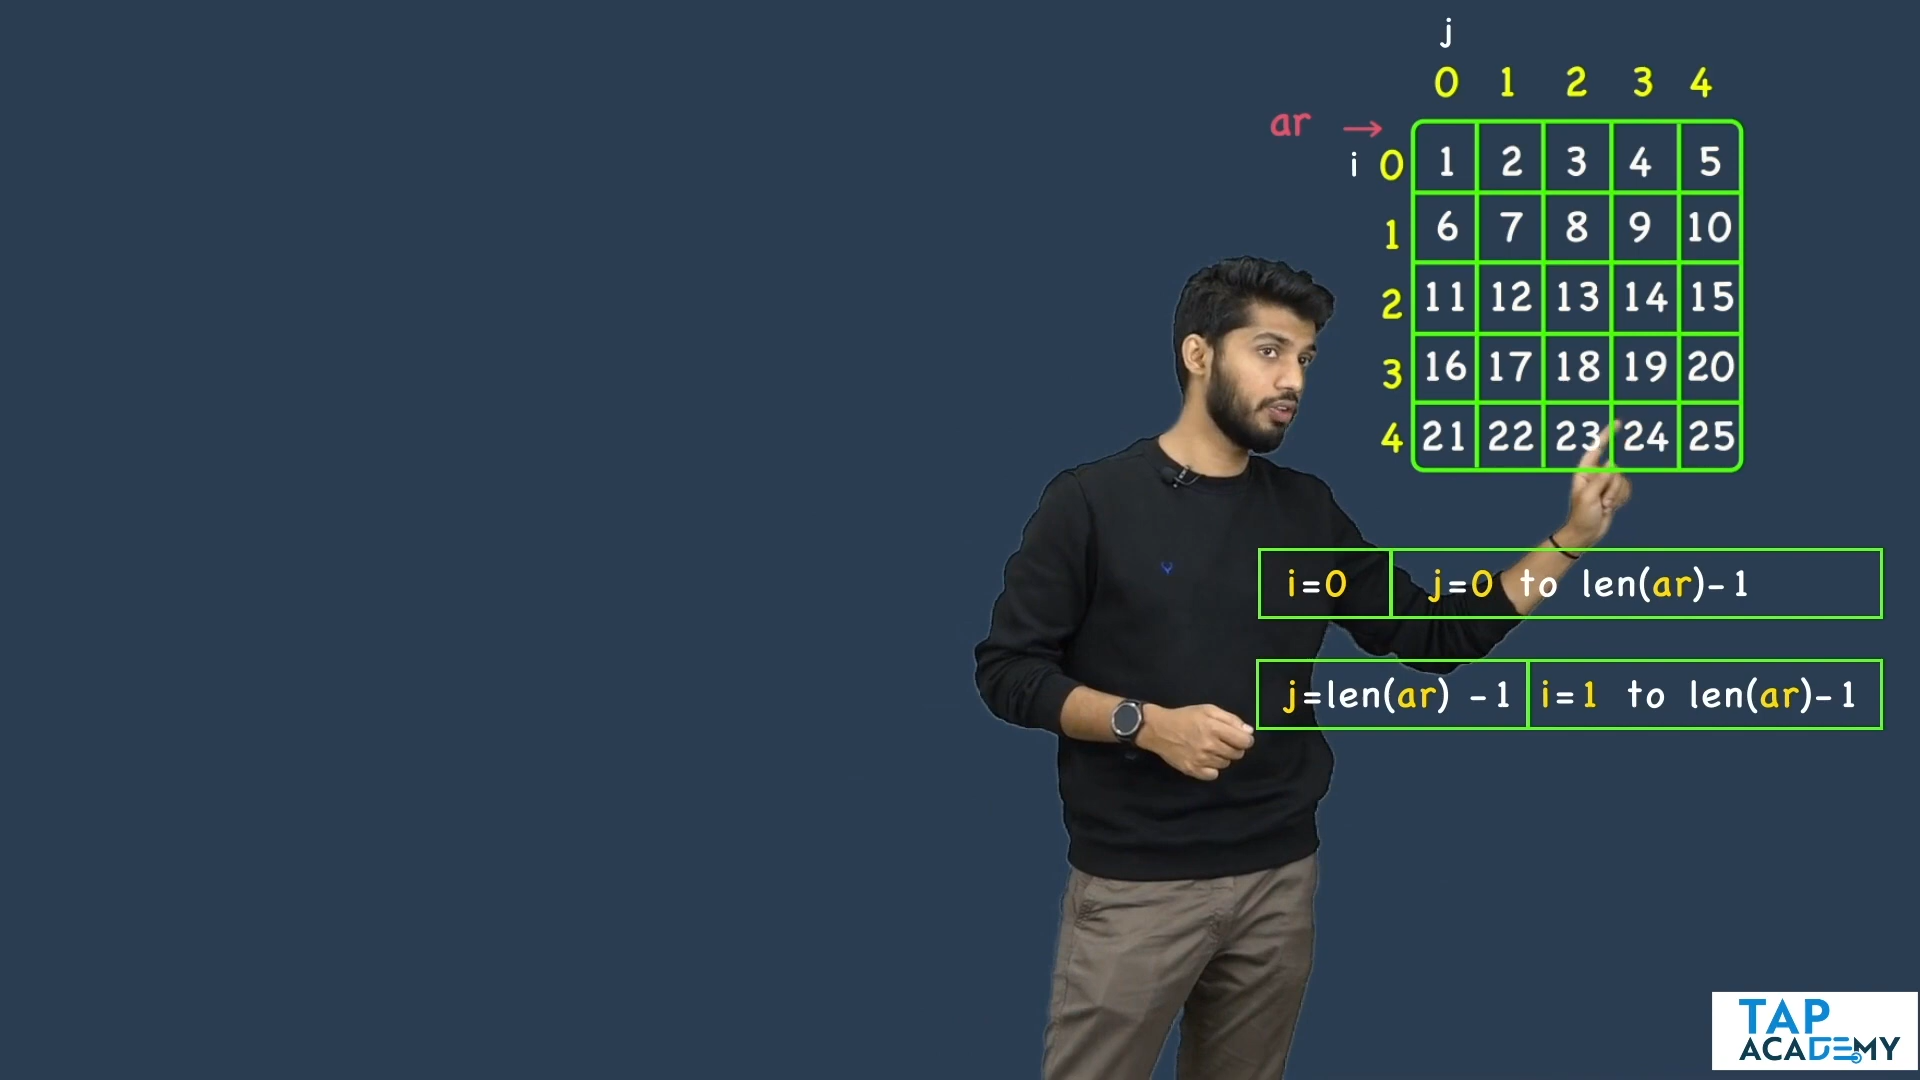 j
0 1 2 3 4
ar →
i 0 1 2 3 4 5
1 6 7 8 9 10
2 11 12 13 14 15
3 16 17 18 19 20
4 21 22 23 24 25
i=0 j=0 to len(ar)-1
j=len(ar) -1 i=1 to len(ar)-1
TAP
ACADEMY